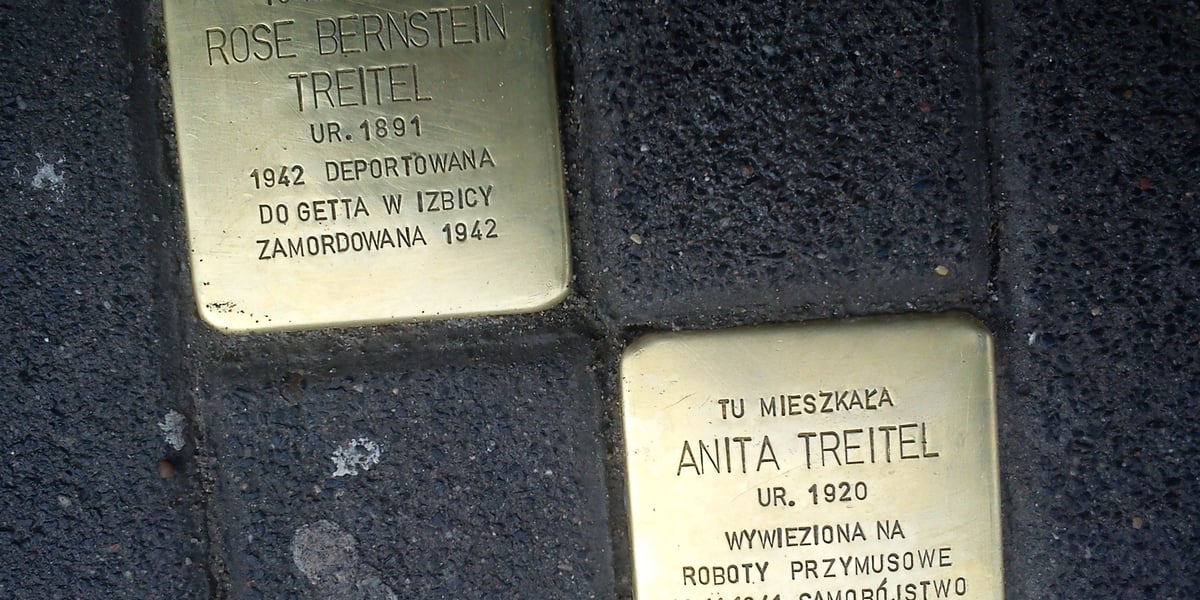 ROSE BERNSTEIN
TREITEL
UR. 1891
1942 DEPORTOWANA
DO GETTA W IZBICY
ZAMORDOWANA 1942
TU MIESZKAŁA
ANITA TREITEL
UR. 1920
WYWIEZIONA NA
ROBOTY PRZYMUSOWE
SAMOBÓJSTWO